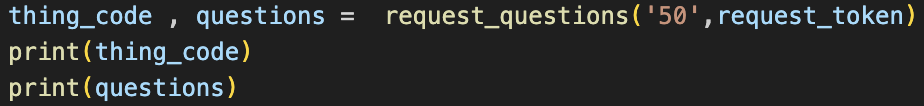 thing_code , questions =  request_questions('50',request_token)
print(thing_code)
print(questions)